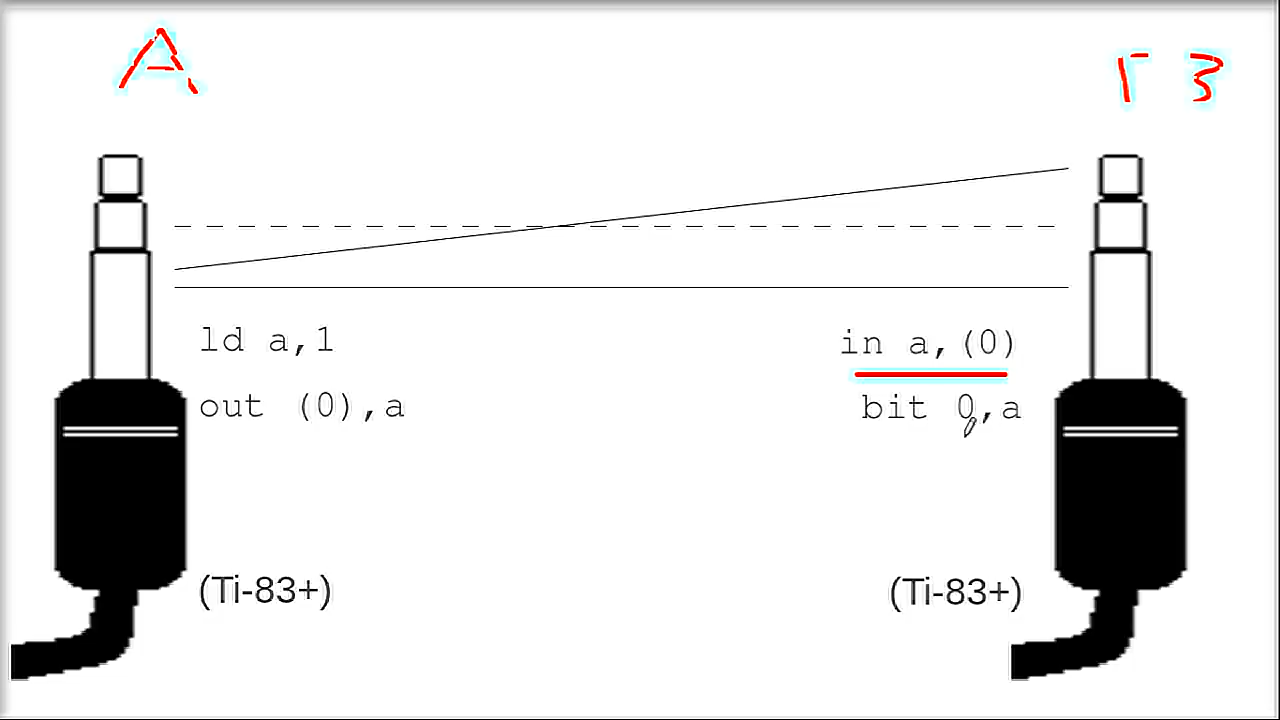 A
ld a,1
in a,(0)
out (0),a
bit 0,a
(Ti-83+)
(Ti-83+)